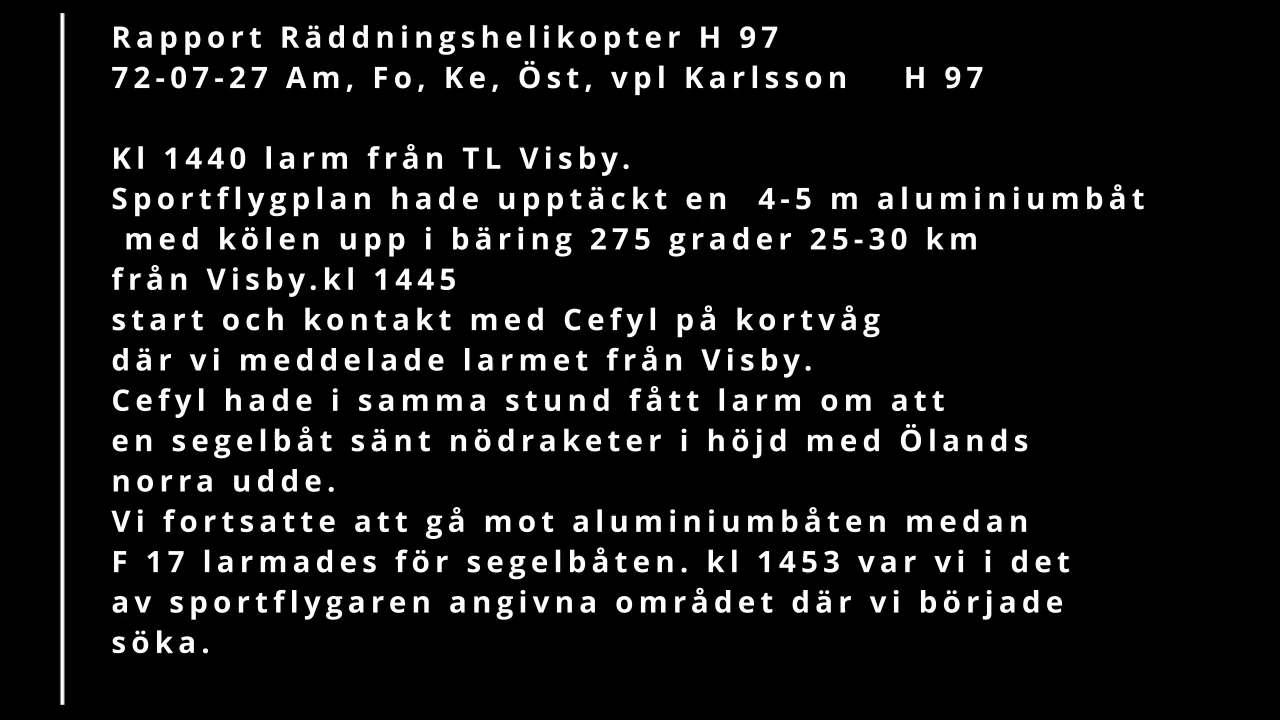 Rapport Räddningshelikopter H 97
72-07-27 Am, Fo, Ke, Öst, vpl Karlsson H 97
Kl 1440 larm från TL Visby.
Sportflygplan hade upptäckt en 4-5 m aluminiumbåt
med kölen upp i bäring 275 grader 25-30 km
från Visby.kl 1445
start och kontakt med Cefyl på kortvåg
där vi meddelade larmet från Visby.
Cefyl hade i samma stund fått larm om att
en segelbåt sänt nödraketer i höjd med Ölands
norra udde.
Vi fortsatte att gå mot aluminiumbåten medan
F 17 larmades för segelbåten. kl 1453 var vi i det
av sportflygaren angivna området där vi började
söka.